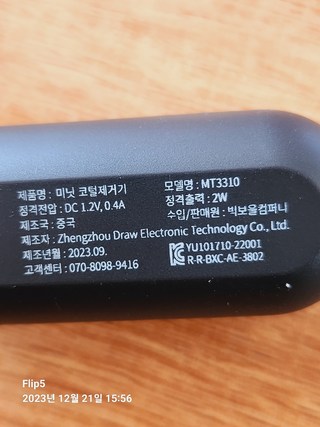 제품명 : 미닛 코털제거기
모델명 : MT3310
정격전압 : DC 1.2V, 0.4A
정격출력 : 2W
제조국 : 중국
수입/판매원 : 빅보울컴퍼니
제조자 : Zhengzhou Draw Electronic Technology Co., Ltd.
제조년월 : 2023.09.
YU101710-22001
고객센터 : 070-8098-9416
R-R-BXC-AE-3802
Flip5
2023년 12월 21일 15:56